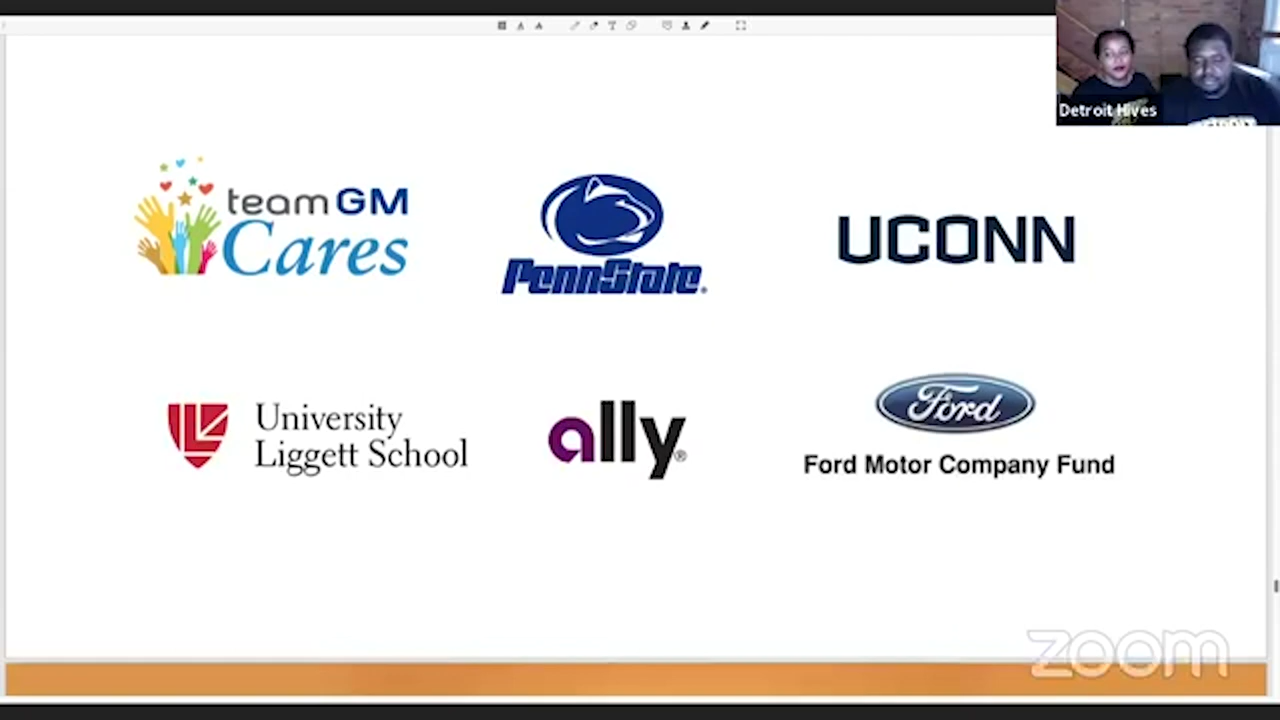 Detroit Hives
team GM
Cares
PennState®
UCONN
University
Liggett School
ally®
Ford
Ford Motor Company Fund
zoom